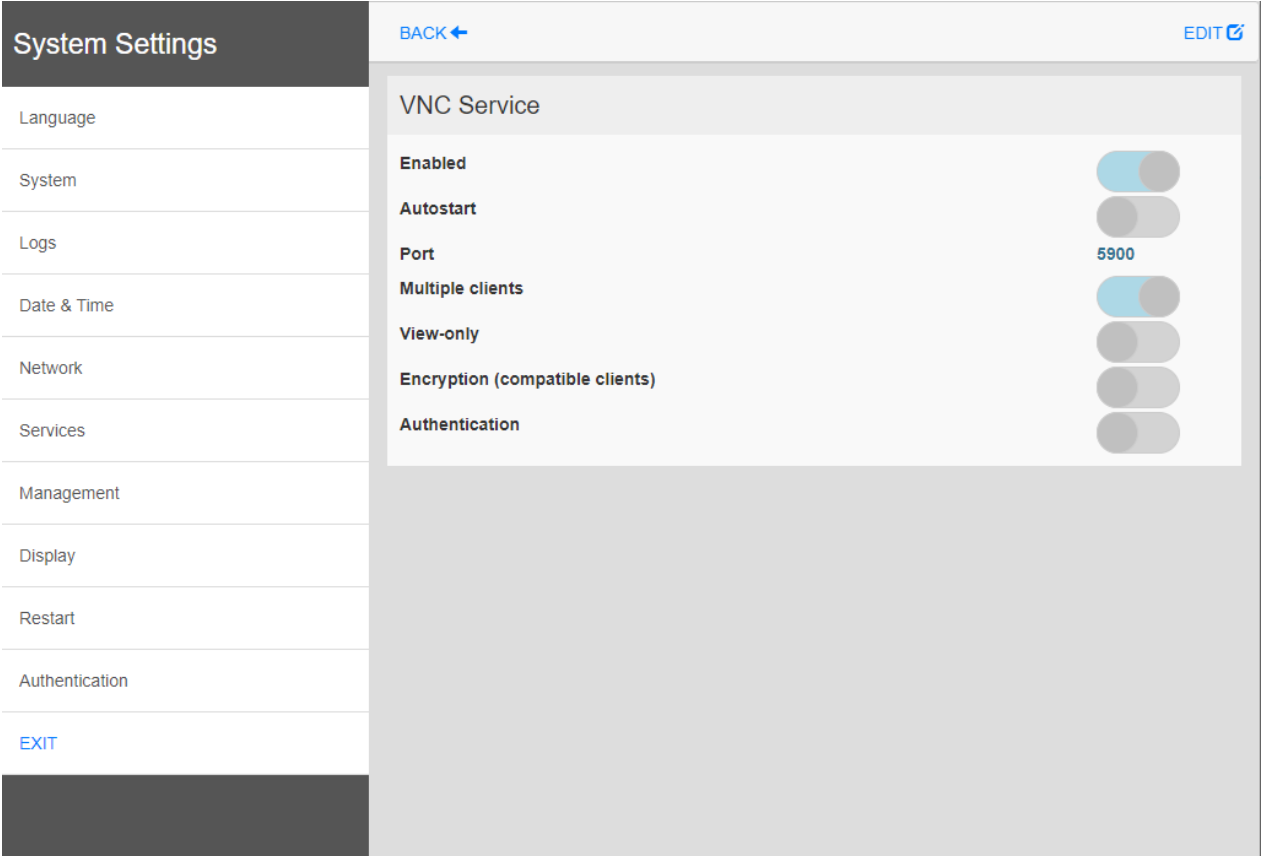 System Settings
BACK
EDIT
Language
System
Logs
Date & Time
Network
Services
Management
Display
Restart
Authentication
EXIT
VNC Service
Enabled
Autostart
Port 5900
Multiple clients
View-only
Encryption (compatible clients)
Authentication